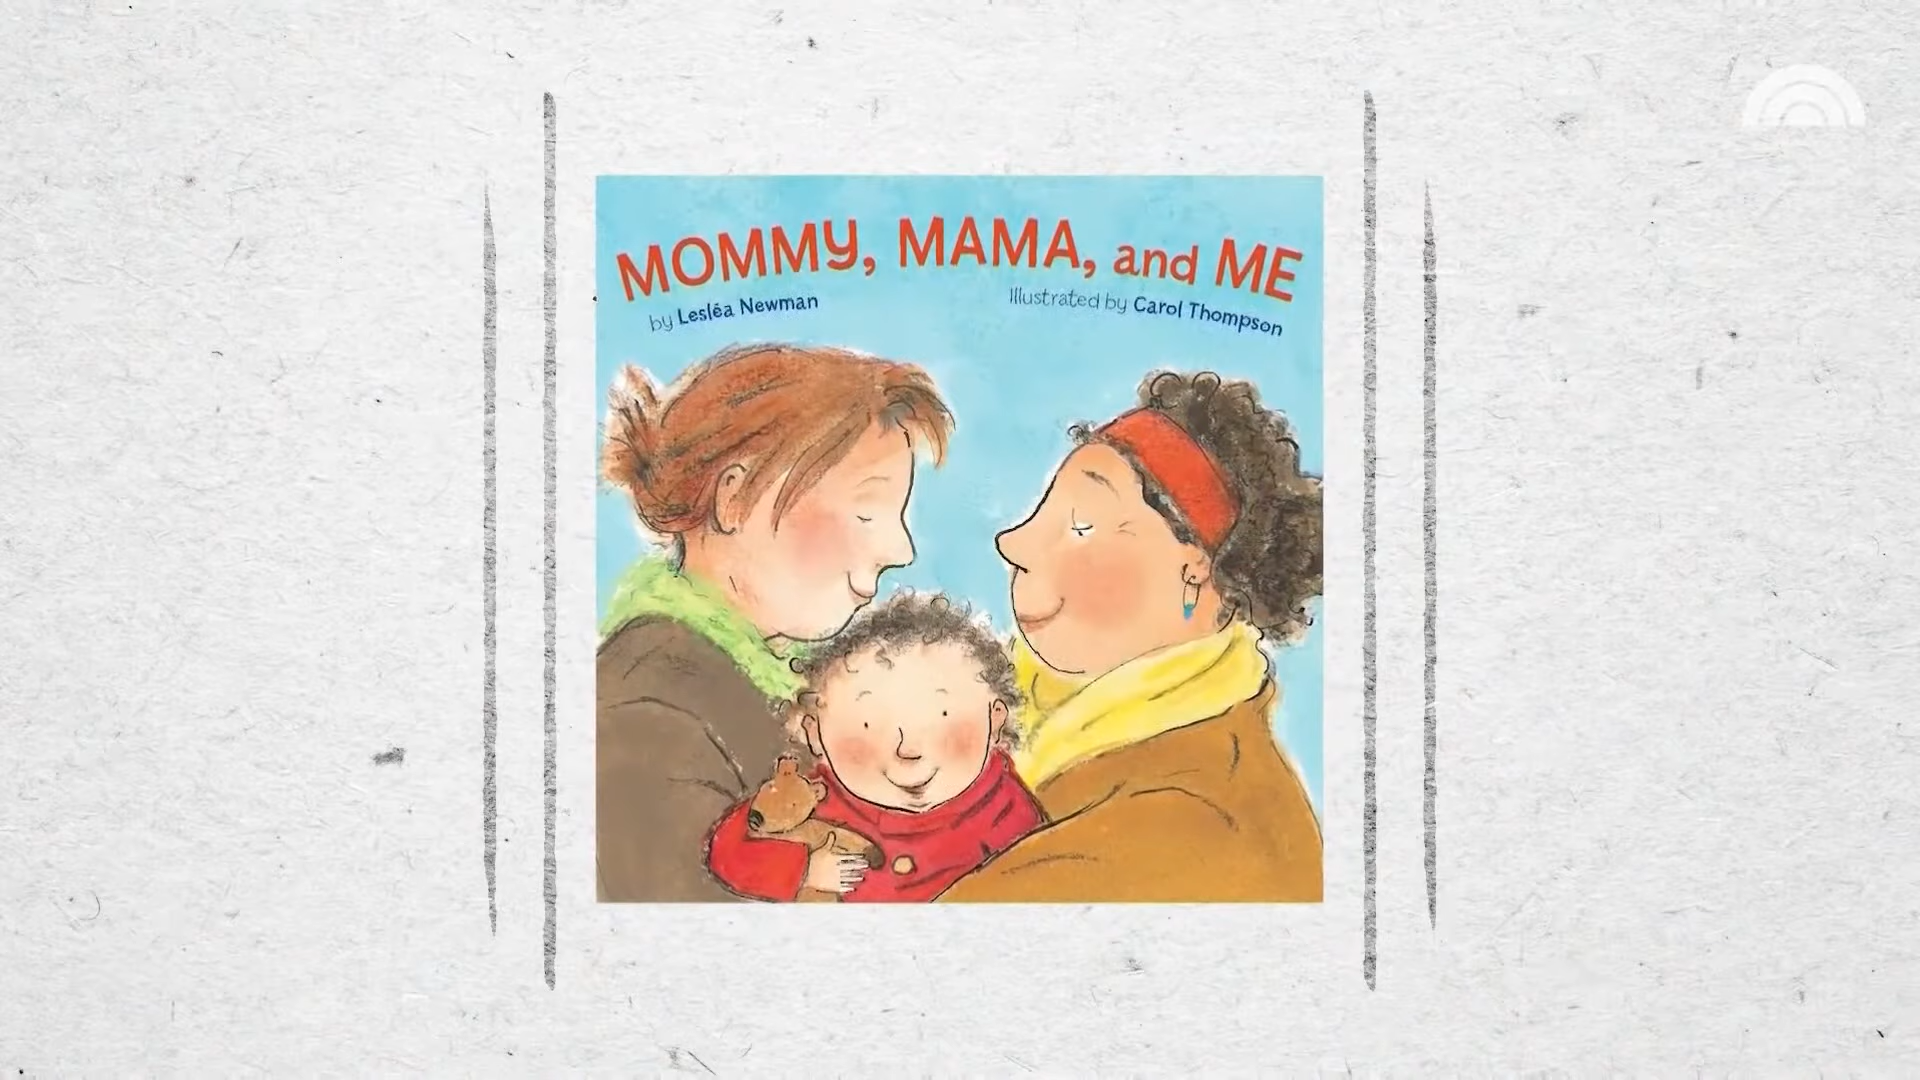 MOMMY, MAMA, and ME
by Lesléa Newman
Illustrated by Carol Thompson